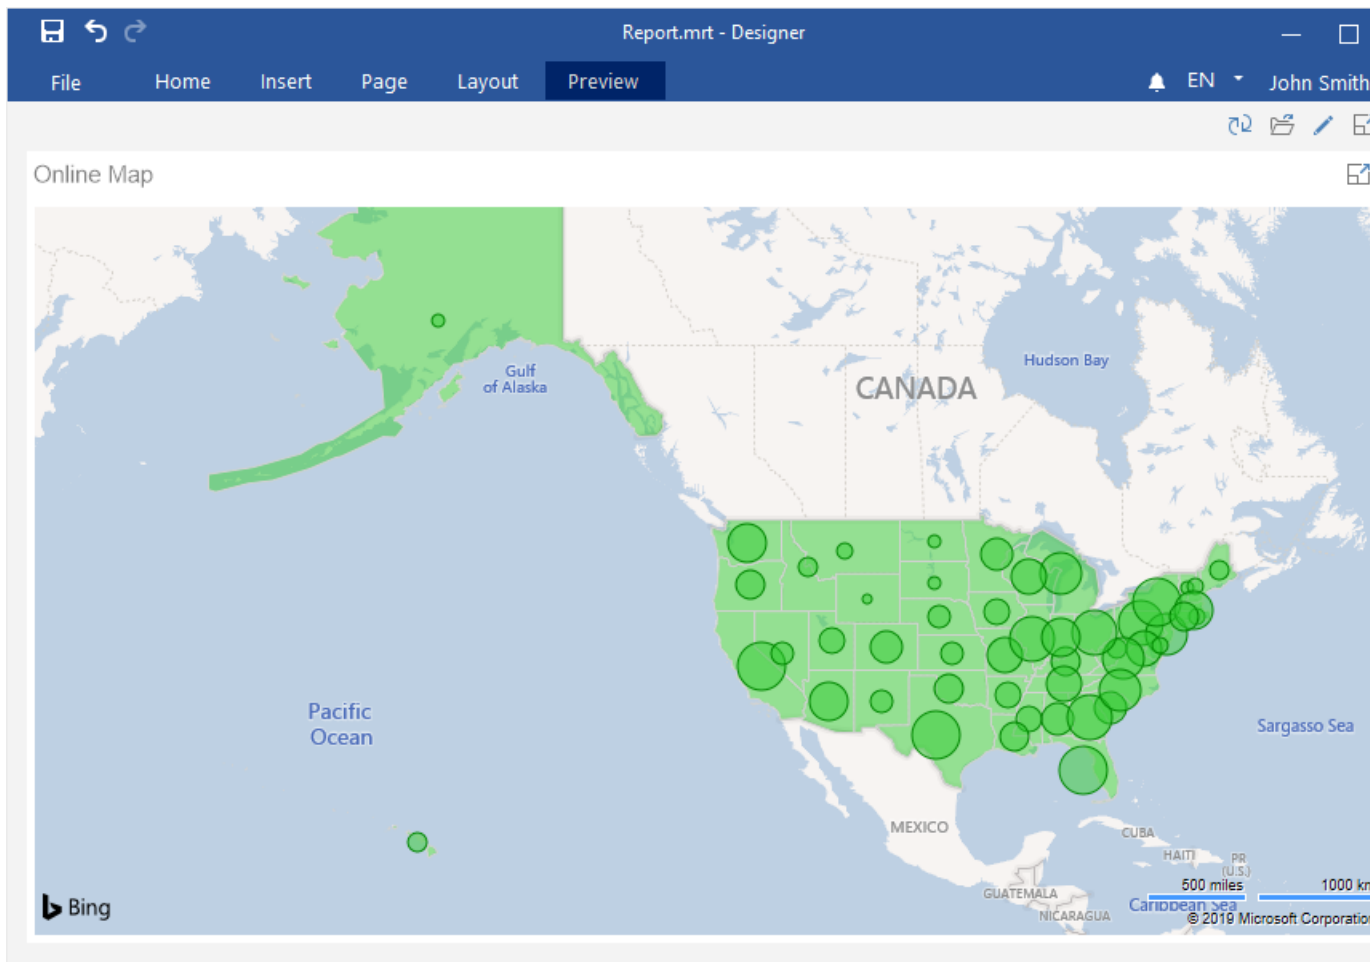 Report.mrt - Designer
File Home Insert Page Layout Preview EN John Smith
Online Map
Hudson Bay
Gulf
of Alaska
CANADA
Pacific
Ocean
Sargasso Sea
MEXICO
CUBA
HAITI
PR
(U.S.)
500 miles 1000 km
GUATEMALA
Caribbean Sea
Bing
NICARAGUA
© 2019 Microsoft Corporation